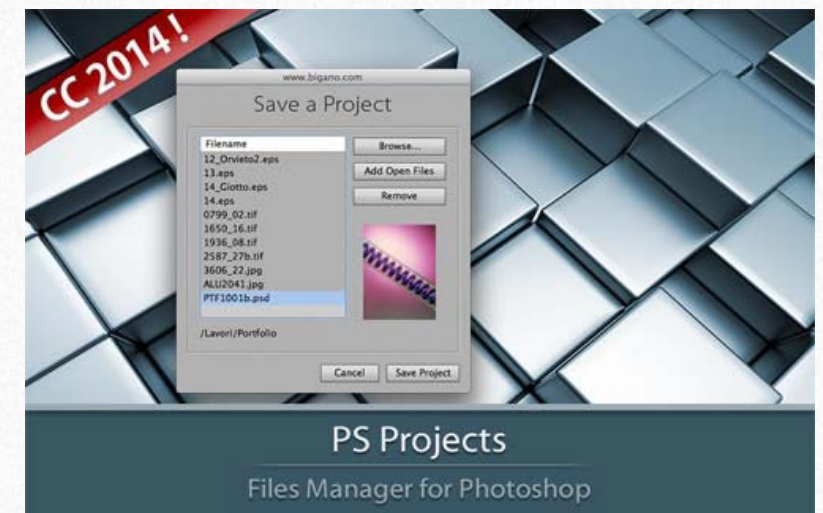 CC 2014!
www.bigano.com
Save a Project
Filename
12_Orvieto2.eps
13.eps
14_Giotto.eps
14.eps
0799_02.tif
1650_16.tif
1936_08.tif
2587_27b.tif
3606_22.jpg
ALU2041.jpg
PTF1001b.psd
Browse...
Add Open Files
Remove
/Lavori/Portfolio
Cancel Save Project
PS Projects
Files Manager for Photoshop